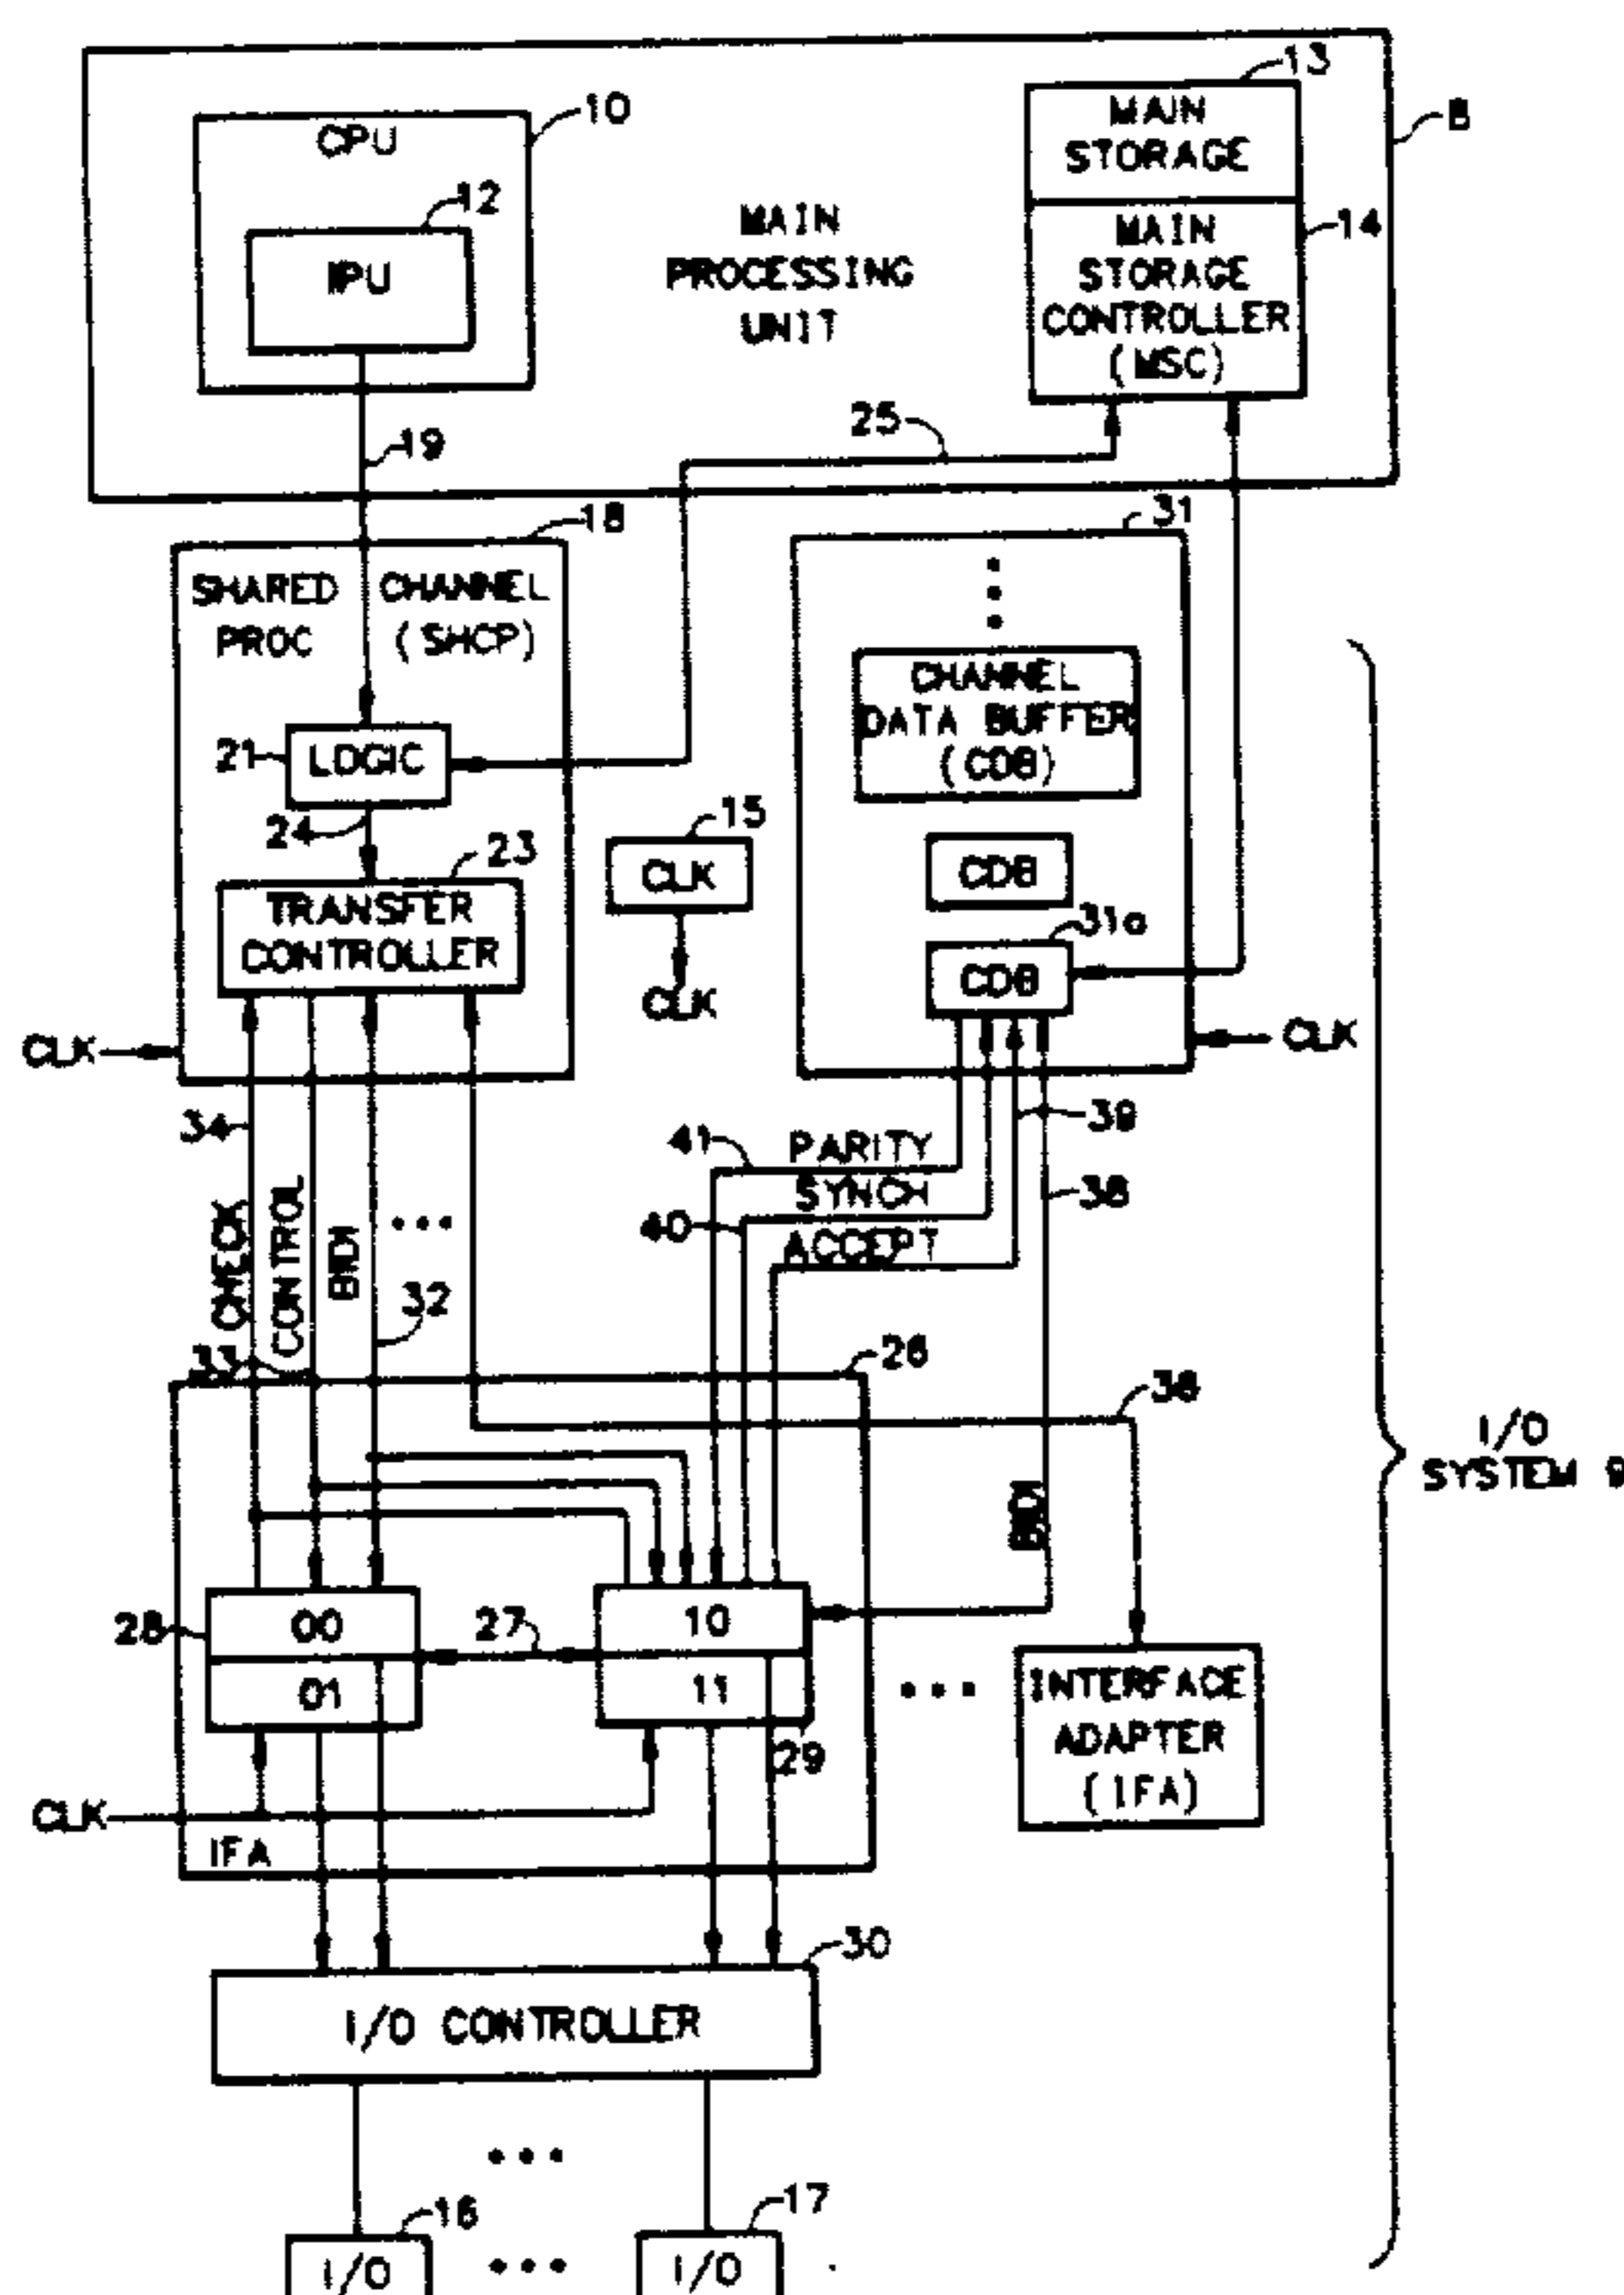 13
MAIN
STORAGE
8
CPU
10
12
IPU
MAIN
PROCESSING
UNIT
14
MAIN
STORAGE
CONTROLLER
(MSC)
25
19
18
31
SHARED CHANNEL
PROC (SHCP)
CHANNEL
DATA BUFFER
(CDB)
21
LOGIC
24
15
CLK
23
CDB
TRANSFER
CONTROLLER
31a
CDB
CLK
CLK
CLK
34
39
41
PARITY
38
SYNCH
40
ACCEPT
CHECK
CONTROL
BIDI
...
32
33
26
36
I/O
SYSTEM 9
BIDI
28
00
27
10
01
11
...
INTERFACE
ADAPTER
(IFA)
29
CLK
IFA
30
I/O CONTROLLER
...
16
17
I/O
...
I/O